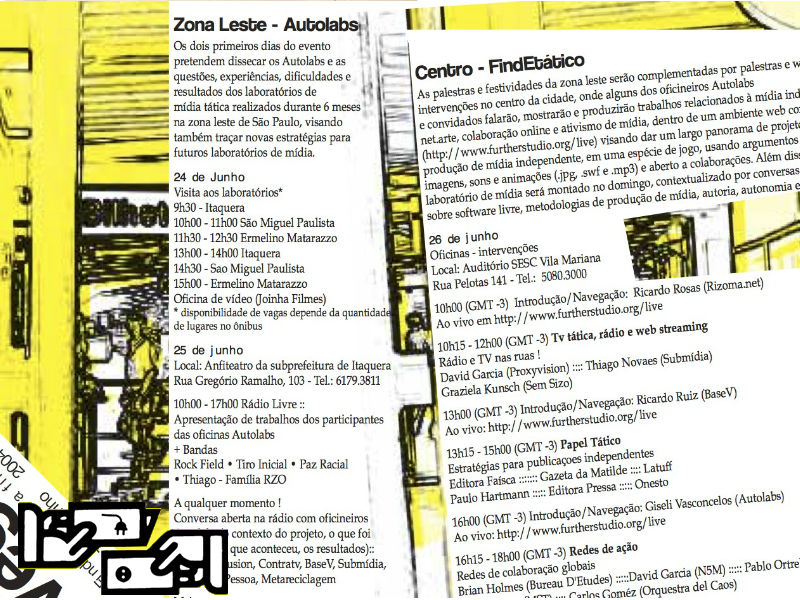 Zona Leste - Autolabs
Os dois primeiros dias do evento
pretendem dissecar os Autolabs e as
questões, experiências, dificuldades e
resultados dos laboratórios de
mídia tática realizados durante 6 meses
na zona leste de São Paulo, visando
também traçar novas estratégias para
futuros laboratórios de mídia.
24 de Junho
Visita aos laboratórios*
9h30 - Itaquera
10h00 - 11h00 São Miguel Paulista
11h30 - 12h30 Ermelino Matarazzo
13h00 - 14h00 Itaquera
14h30 - Sao Miguel Paulista
15h00 - Ermelino Matarazzo
Oficina de vídeo (Joinha Filmes)
* disponibilidade de vagas depende da quantidade
de lugares no ônibus
25 de junho
Local: Anfiteatro da subprefeitura de Itaquera
Rua Gregório Ramalho, 103 - Tel.: 6179.3811
10h00 - 17h00 Rádio Livre ::
Apresentação de trabalhos dos participantes
das oficinas Autolabs
+ Bandas
Rock Field • Tiro Inicial • Paz Racial
• Thiago - Família RZO
A qualquer momento !
Conversa aberta na rádio com oficineiros
contexto do projeto, o que foi
que aconteceu, os resultados)::
Contratv, BaseV, Submídia,
Pessoa, Metareciclagem
Centro - FindEtático
As palestras e festividades da zona leste serão complementadas por palestras e
intervenções no centro da cidade, onde alguns dos oficineiros Autolabs
e convidados falarão, mostrarão e produzirão trabalhos relacionados à mídia
net.arte, colaboração online e ativismo de mídia, dentro de um ambiente web
(http://www.furtherstudio.org/live) visando dar um largo panorama de
produção de mídia independente, em uma espécie de jogo, usando argumentos
imagens, sons e animações (.jpg, .swf e .mp3) e aberto a colaborações. Além
laboratório de mídia será montado no domingo, contextualizado por conversas
sobre software livre, metodologias de produção de mídia, autoria, autonomia e
26 de junho
Oficinas - intervenções
Local: Auditório SESC Vila Mariana
Rua Pelotas 141 - Tel.: 5080.3000
10h00 (GMT -3) Introdução/Navegação: Ricardo Rosas (Rizoma.net)
Ao vivo em http://www.furtherstudio.org/live
10h15 - 12h00 (GMT -3) Tv tática, rádio e web streaming
Rádio e TV nas ruas !
David Garcia (Proxyvision) :::: Thiago Novaes (Submídia)
Graziela Kunsch (Sem Sizo)
13h00 (GMT -3) Introdução/Navegação: Ricardo Ruiz (BaseV)
Ao vivo: http://www.furtherstudio.org/live
13h15 - 15h00 (GMT -3) Papel Tático
Estratégias para publicaçoes independentes
Editora Faísca ::::::: Gazeta da Matilde :::: Latuff
Paulo Hartmann ::::: Editora Pressa ::::: Onesto
16h00 (GMT -3) Introdução/Navegação: Giseli Vasconcelos (Autolabs)
Ao vivo: http://www.furtherstudio.org/live
16h15 - 18h00 (GMT -3) Redes de ação
Redes de colaboração globais
Brian Holmes (Bureau D'Etudes) :::::David Garcia (N5M) ::::: Pablo
Carlos Goméz (Orquestra del Caos)